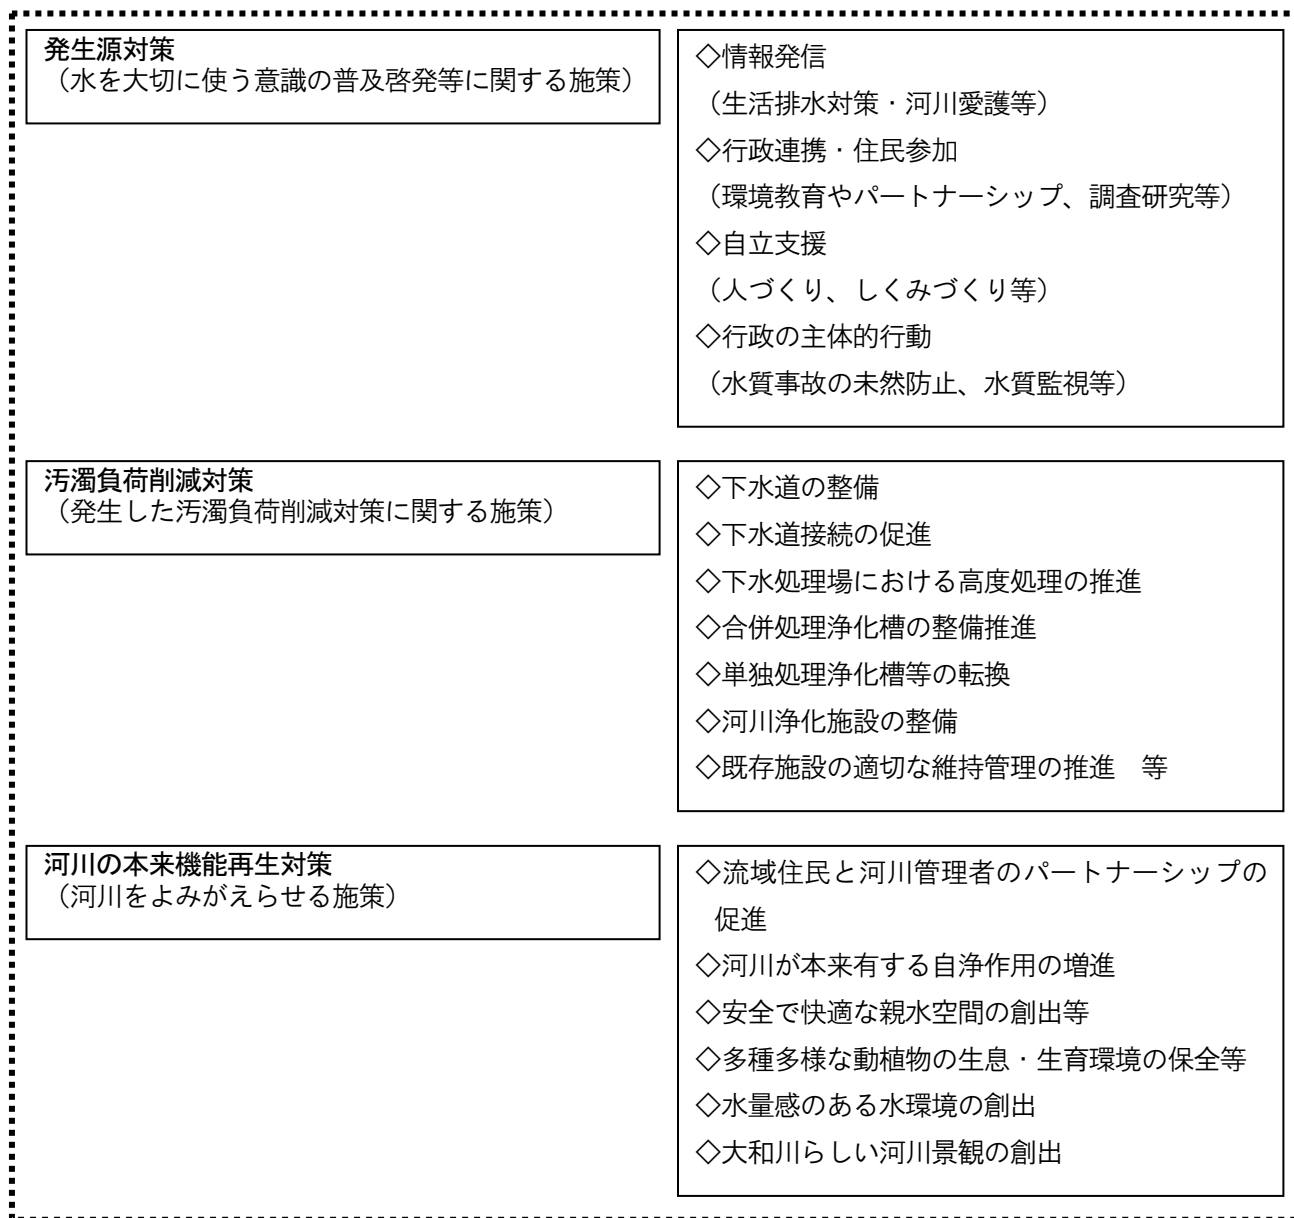 発生源対策
（水を大切に使う意識の普及啓発等に関する施策）
◇情報発信
（生活排水対策・河川愛護等）
◇行政連携・住民参加
（環境教育やパートナーシップ、調査研究等）
◇自立支援
（人づくり、しくみづくり等）
◇行政の主体的行動
（水質事故の未然防止、水質監視等）
汚濁負荷削減対策
（発生した汚濁負荷削減対策に関する施策）
◇下水道の整備
◇下水道接続の促進
◇下水処理場における高度処理の推進
◇合併処理浄化槽の整備推進
◇単独処理浄化槽等の転換
◇河川浄化施設の整備
◇既存施設の適切な維持管理の推進　等
河川の本来機能再生対策
（河川をよみがえらせる施策）
◇流域住民と河川管理者のパートナーシップの
促進
◇河川が本来有する自浄作用の増進
◇安全で快適な親水空間の創出等
◇多種多様な動植物の生息・生育環境の保全等
◇水量感のある水環境の創出
◇大和川らしい河川景観の創出